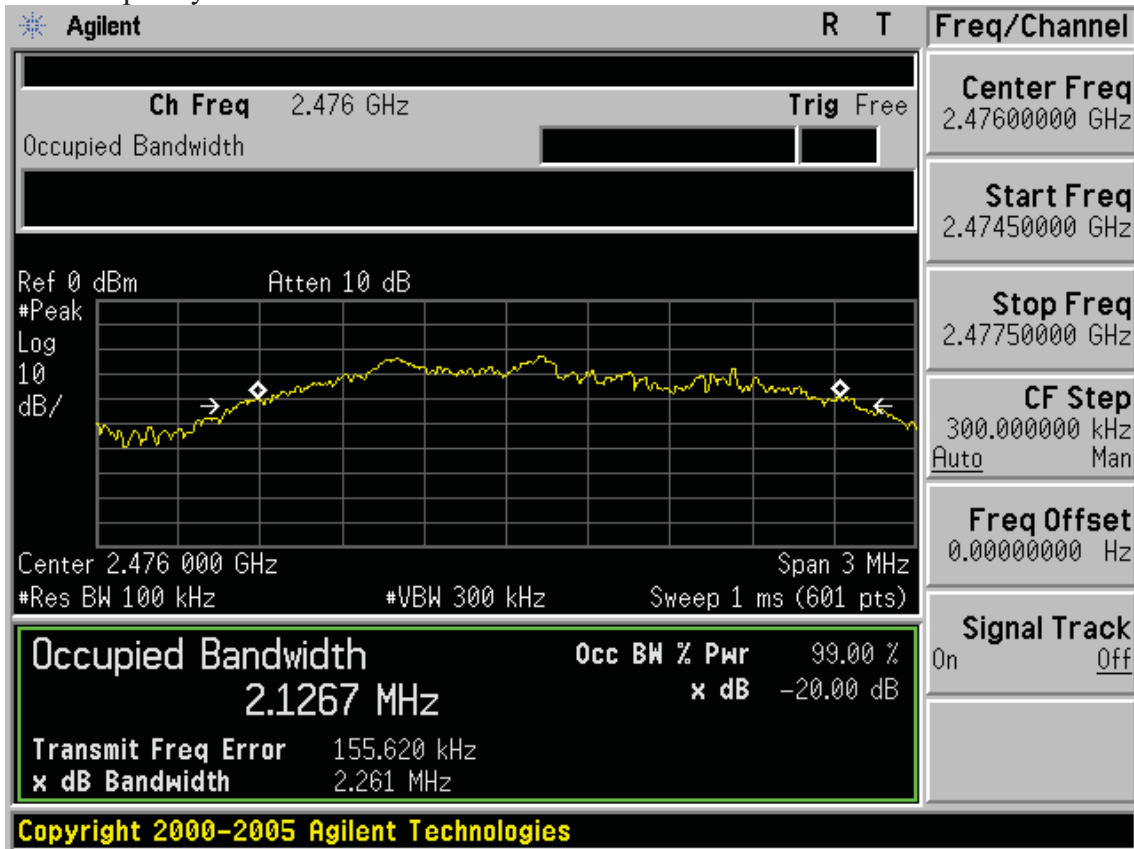 Agilent R T
Freq/Channel
Ch Freq 2.476 GHz Trig Free
Occupied Bandwidth
Center Freq
2.47600000 GHz
Start Freq
2.47450000 GHz
Stop Freq
2.47750000 GHz
CF Step
300.000000 kHz
Auto Man
Freq Offset
0.00000000 Hz
Signal Track
On Off
Ref 0 dBm Atten 10 dB
#Peak
Log
10
dB/
Center 2.476 000 GHz Span 3 MHz
#Res BW 100 kHz #VBW 300 kHz Sweep 1 ms (601 pts)
Occupied Bandwidth Occ BW % Pwr 99.00 %
2.1267 MHz x dB -20.00 dB
Transmit Freq Error 155.620 kHz
x dB Bandwidth 2.261 MHz
Copyright 2000-2005 Agilent Technologies